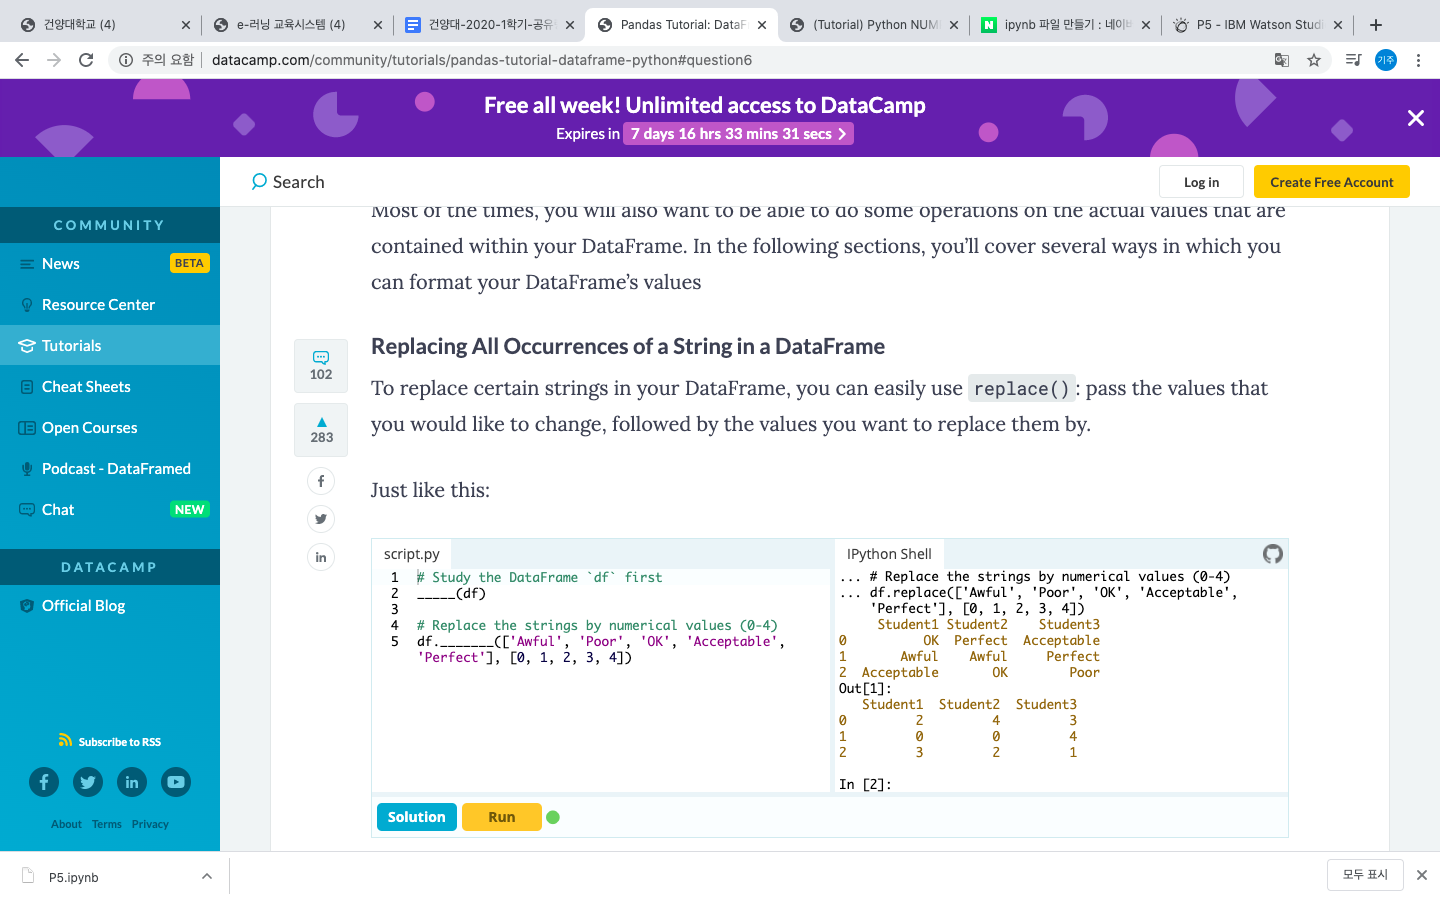 건양대학교 (4)
e-러닝 교육시스템 (4)
건양대-2020-1학기-공유
Pandas Tutorial: DataF
(Tutorial) Python NUM
ipynb 파일 만들기 : 네이버
P5 - IBM Watson Studi
주의 요함
datacamp.com/community/tutorials/pandas-tutorial-dataframe-python#question6
기주
Free all week! Unlimited access to DataCamp
Expires in 7 days 16 hrs 33 mins 31 secs
Search
Log in
Create Free Account
COMMUNITY
News
BETA
Resource Center
Tutorials
Cheat Sheets
Open Courses
Podcast - DataFramed
Chat
NEW
DATACAMP
Official Blog
Subscribe to RSS
About Terms Privacy
Most of the times, you will also want to be able to do some operations on the actual values that are
contained within your DataFrame. In the following sections, you’ll cover several ways in which you
can format your DataFrame’s values
102
283
Replacing All Occurrences of a String in a DataFrame
To replace certain strings in your DataFrame, you can easily use replace(): pass the values that
you would like to change, followed by the values you want to replace them by.
Just like this:
script.py
1 # Study the DataFrame `df` first
2 _____(df)
3
4 # Replace the strings by numerical values (0-4)
5 df._______(['Awful', 'Poor', 'OK', 'Acceptable',
'Perfect'], [0, 1, 2, 3, 4])
IPython Shell
... # Replace the strings by numerical values (0-4)
... df.replace(['Awful', 'Poor', 'OK', 'Acceptable',
'Perfect'], [0, 1, 2, 3, 4])
Student1 Student2 Student3
0 OK Perfect Acceptable
1 Awful Awful Perfect
2 Acceptable OK Poor
Out[1]:
Student1 Student2 Student3
0 2 4 3
1 0 0 4
2 3 2 1
In [2]:
Solution
Run
P5.ipynb
모두 표시